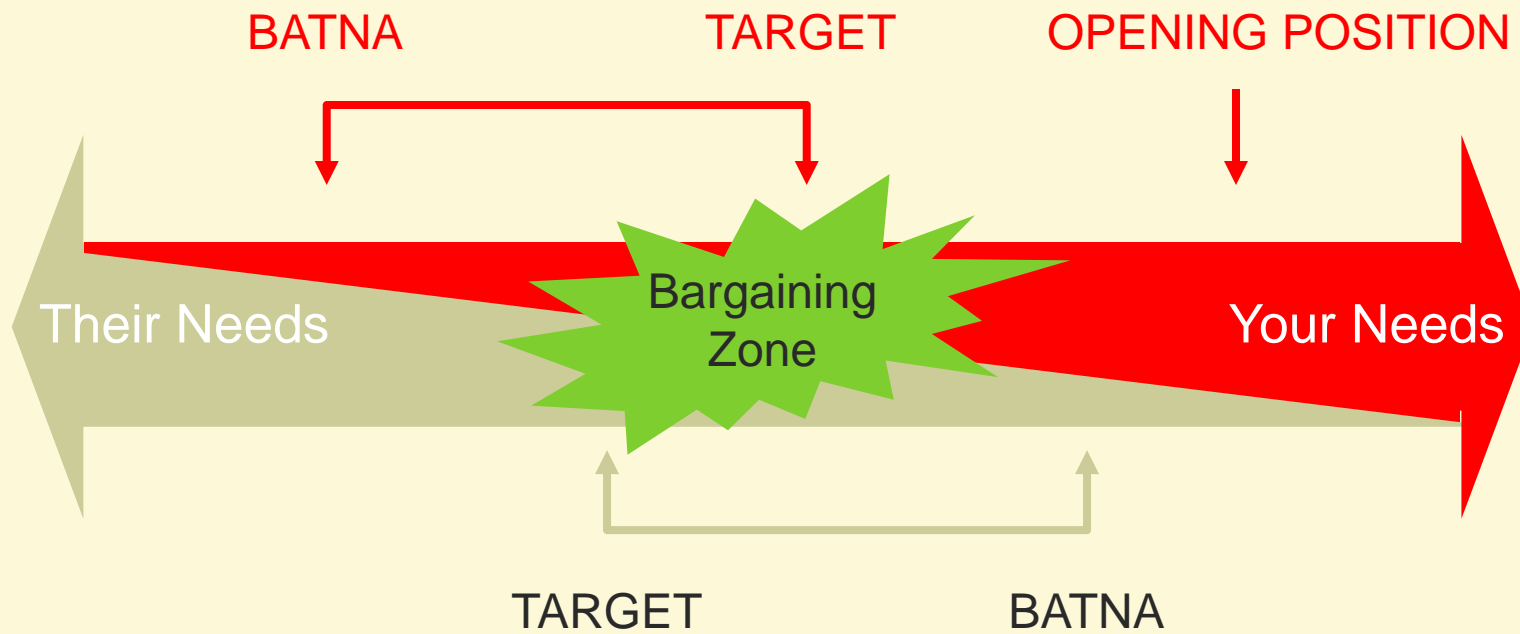 BATNA TARGET OPENING POSITION
Bargaining
Zone
Their Needs
Your Needs
TARGET BATNA